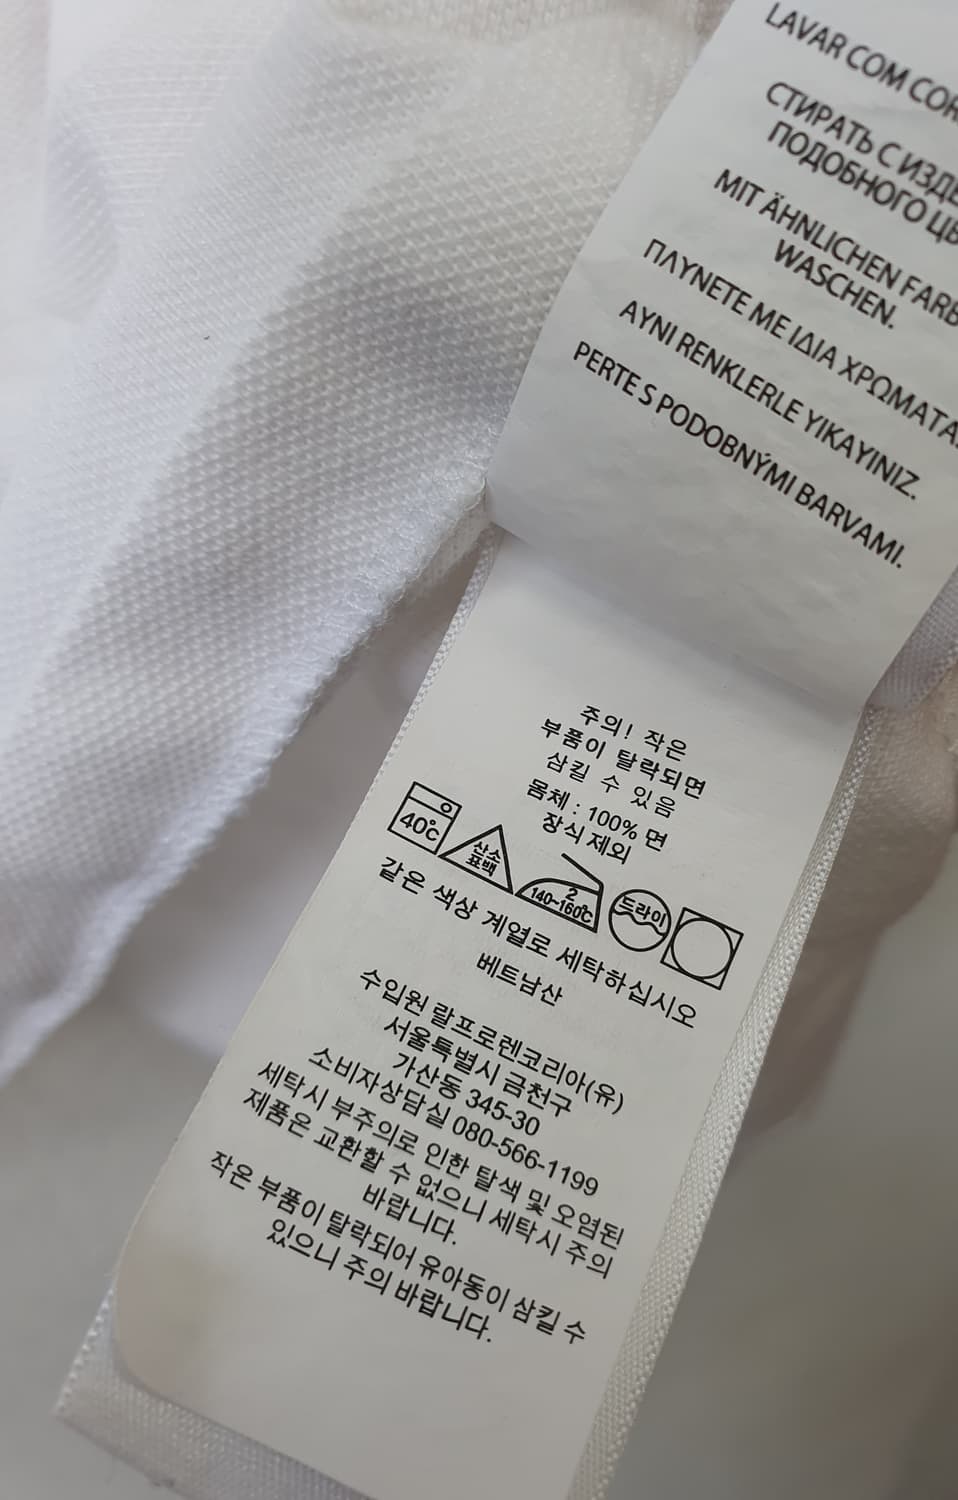 LAVAR COM
СТИРАТЬ С
ПОДОБНОГО
MIT ÄHNLICHEN
WASCHEN.
ΠΛΥΝΕΤΕ ΜΕ ΙΔΙΑ ΧΡΩΜΑΤΑ.
AYNI RENKLERLE YIKAYINIZ.
PERTE S PODOBNÝMI BARVAMI.
주의! 작은
부품이 탈락되면
삼킬 수 있음
몸체 : 100% 면
장식제외
40℃
산소
표백
2
140~160℃
드라이
같은 색상 계열로 세탁하십시오
베트남산
수입원 랄프로렌코리아(유)
서울특별시 금천구
가산동 345-30
소비자상담실 080-566-1199
세탁시 부주의로 인한 탈색 및 오염된
제품은 교환할 수 없으니 세탁시 주의
바랍니다.
작은 부품이 탈락되어 유아동이 삼킬 수
있으니 주의 바랍니다.